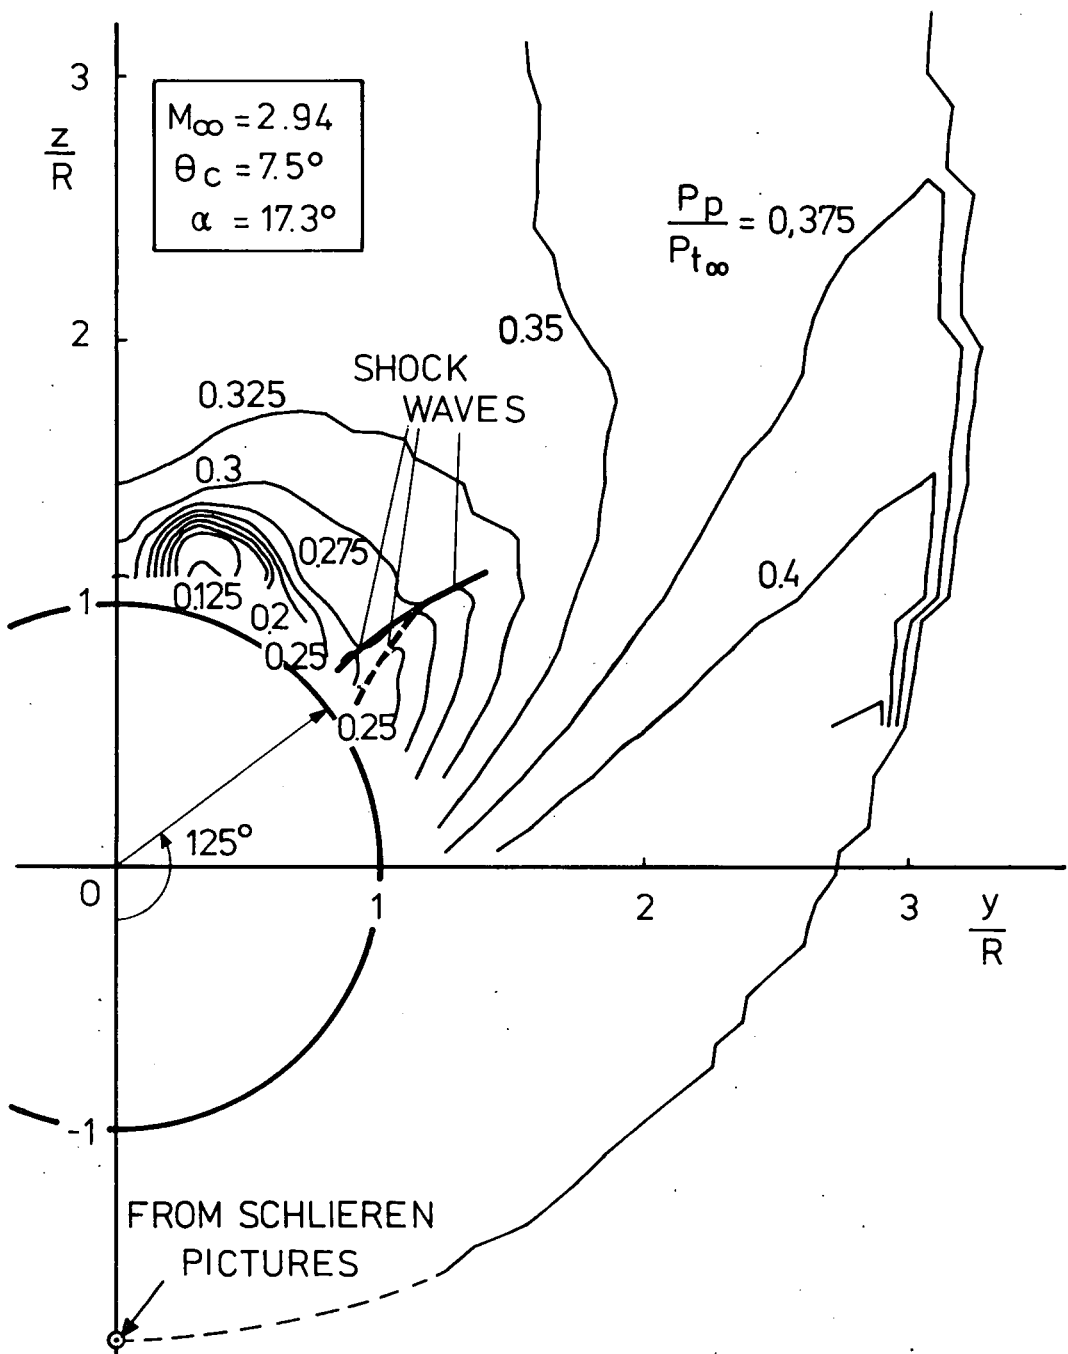 3
z/R
M∞ = 2.94
θc = 7.5°
α = 17.3°
Pp/Pt∞ = 0,375
2
0.35
SHOCK
WAVES
0.325
0.3
0.275
0.4
0.125
1
0.2
0.25
0.25
125°
0
1
2
3
y/R
-1
FROM SCHLIEREN
PICTURES